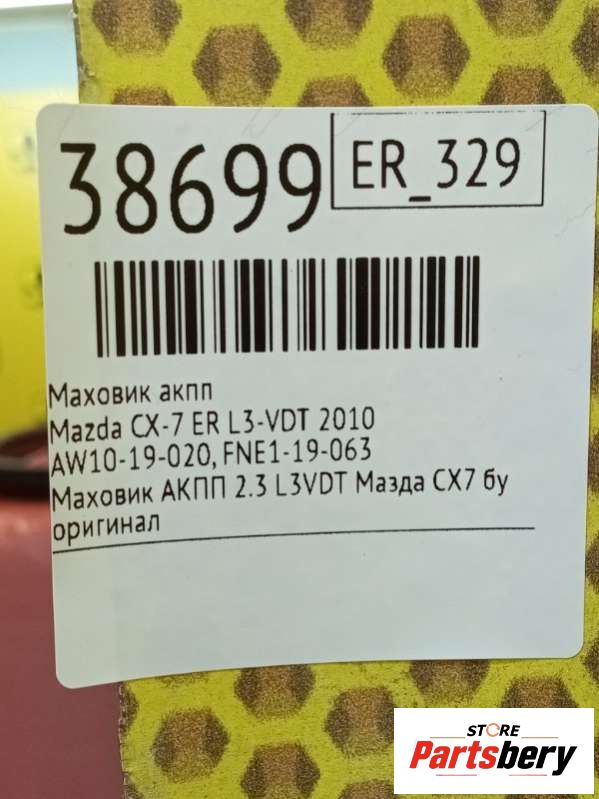 38699
ER_329
Маховик акпп
Mazda CX-7 ER L3-VDT 2010
AW10-19-020, FNE1-19-063
Маховик АКПП 2.3 L3VDT Мазда CX7 бу
оригинал
STORE
Partsbery